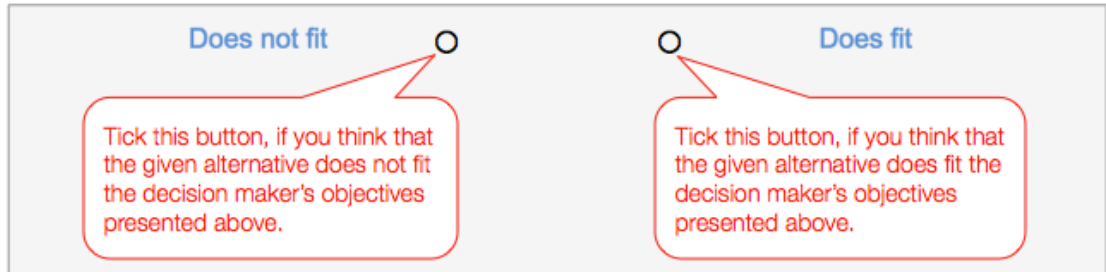 Does not fit
Does fit
Tick this button, if you think that
the given alternative does not fit
the decision maker's objectives
presented above.
Tick this button, if you think that
the given alternative does fit the
decision maker's objectives
presented above.